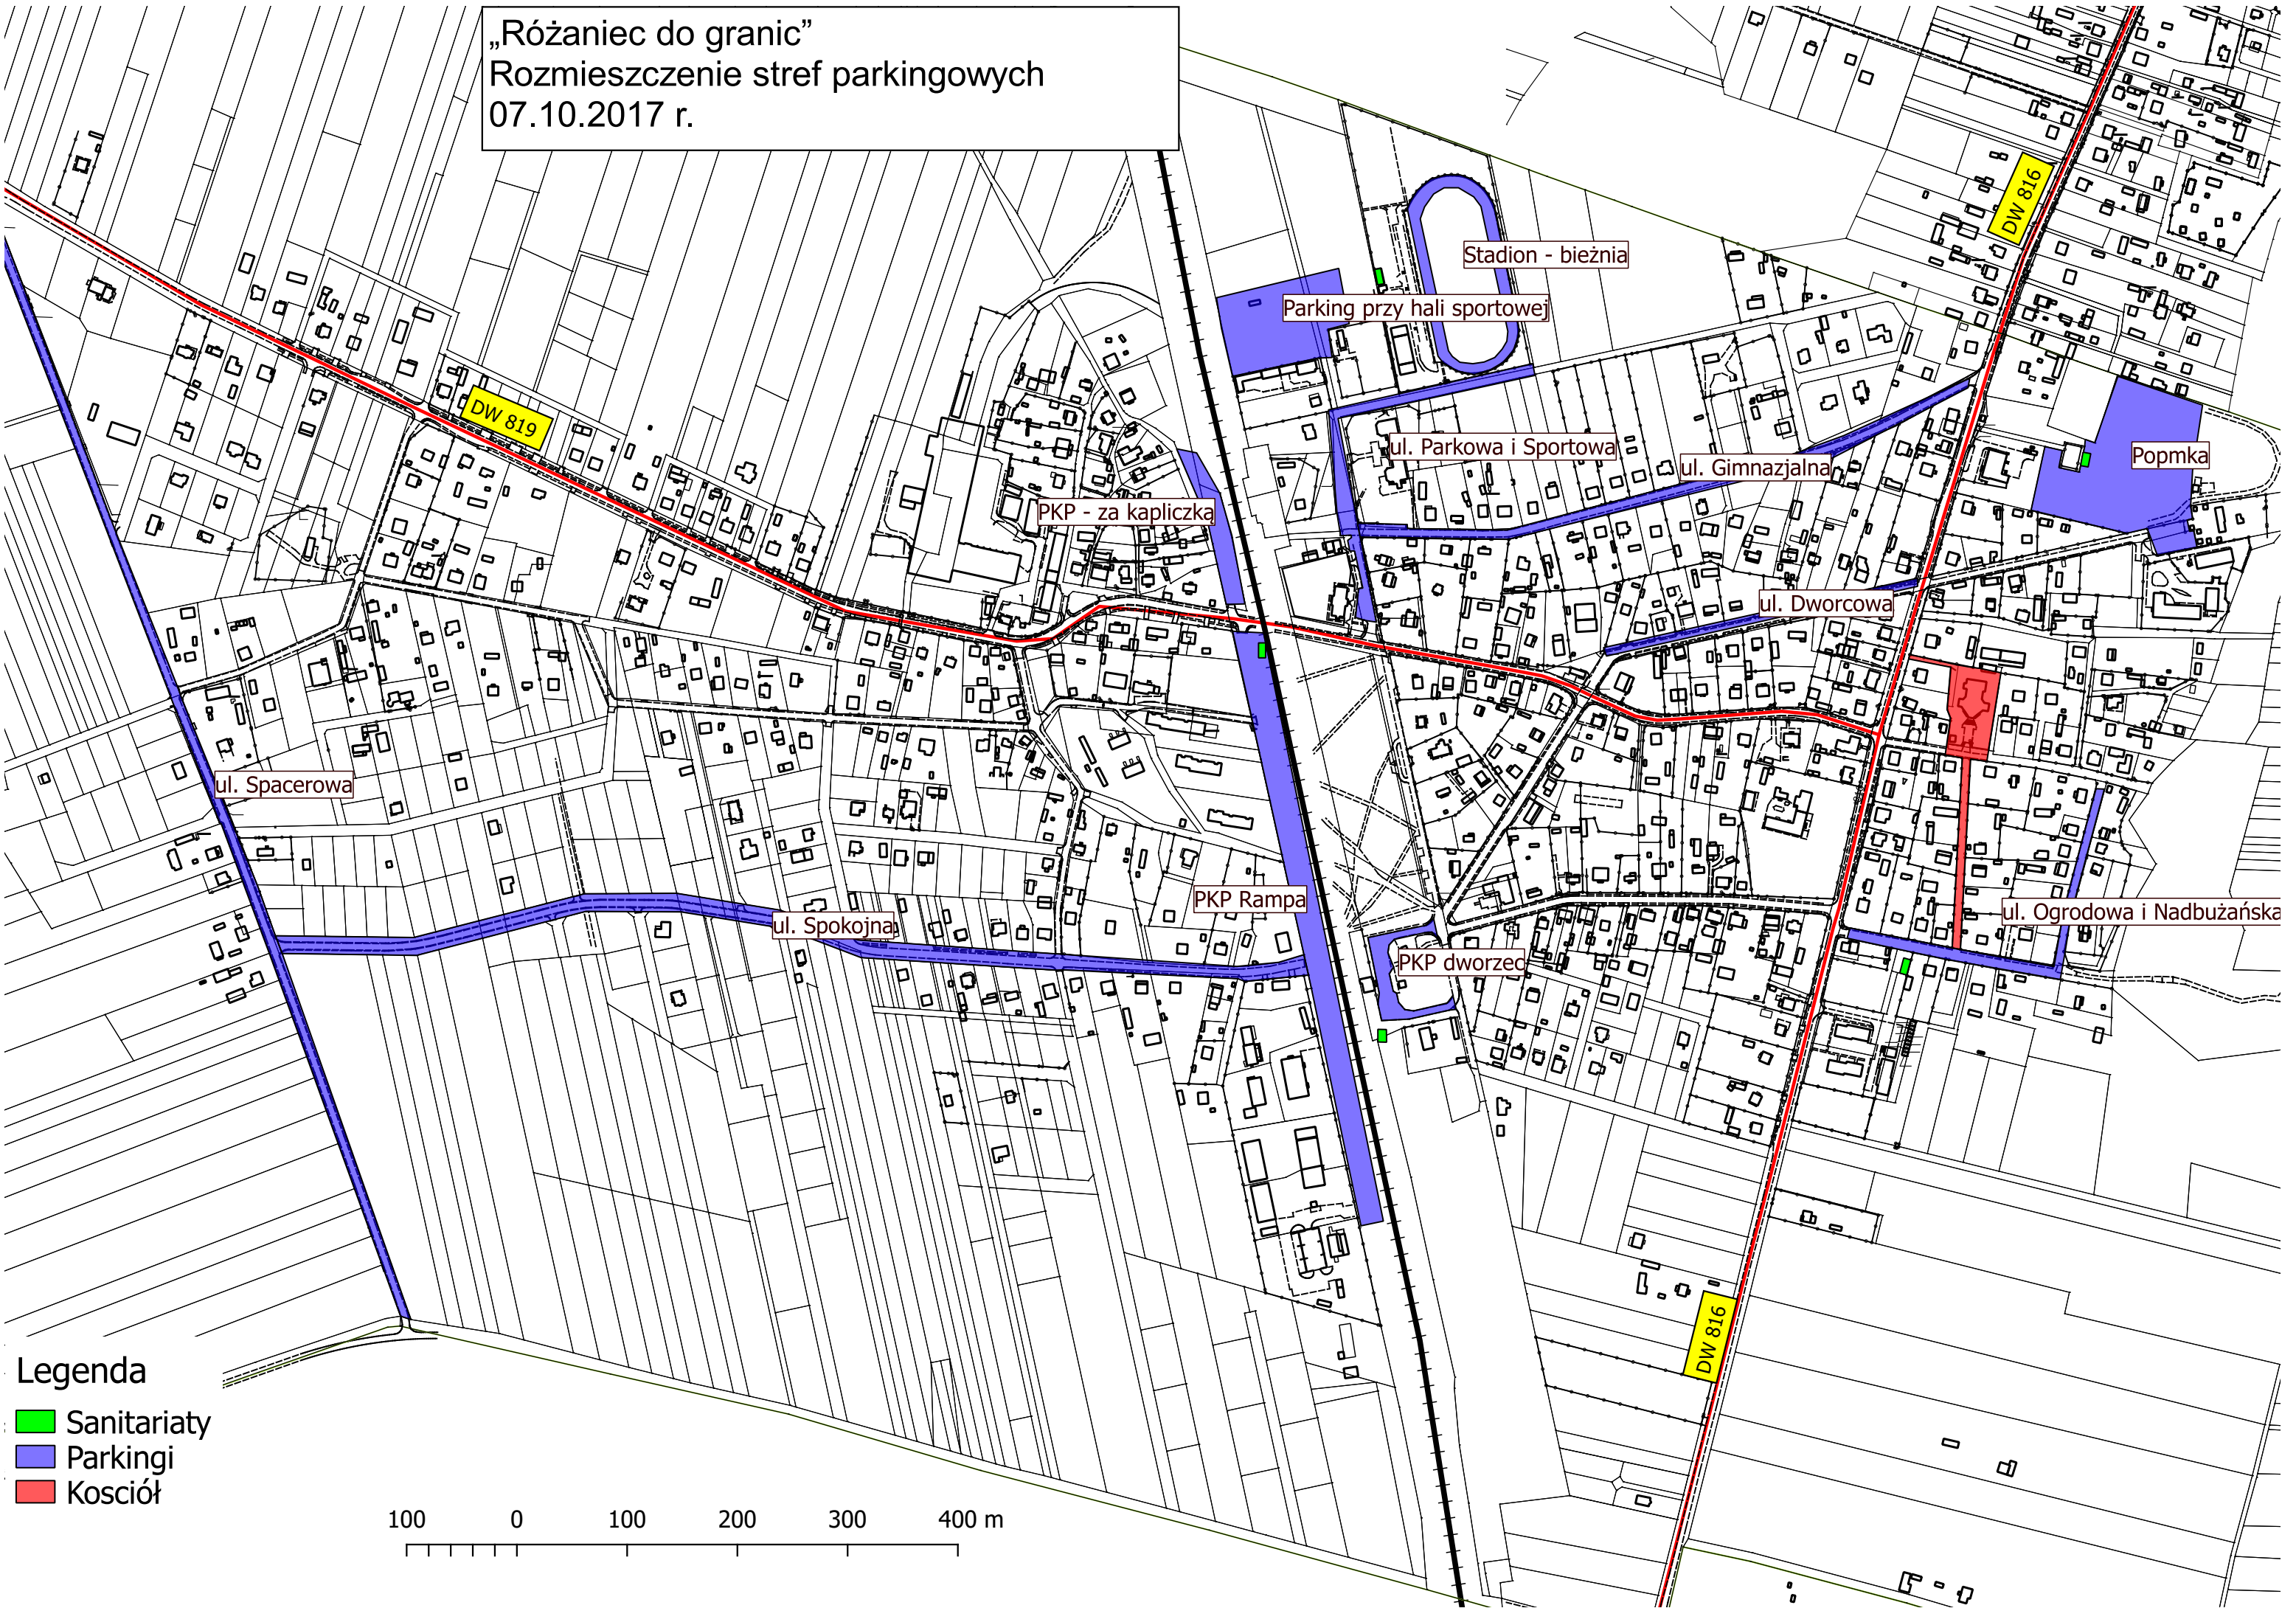 „Różaniec do granic”
Rozmieszczenie stref parkingowych
07.10.2017 r.
DW 816
Stadion - bieżnia
Parking przy hali sportowej
DW 819
ul. Parkowa i Sportowa
ul. Gimnazjalna
Popmka
PKP - za kapliczką
ul. Dworcowa
ul. Spacerowa
PKP Rampa
ul. Ogrodowa i Nadbużańska
ul. Spokojna
PKP dworzec
DW 816
Legenda
Sanitariaty
Parkingi
Kosciół
100 0 100 200 300 400 m